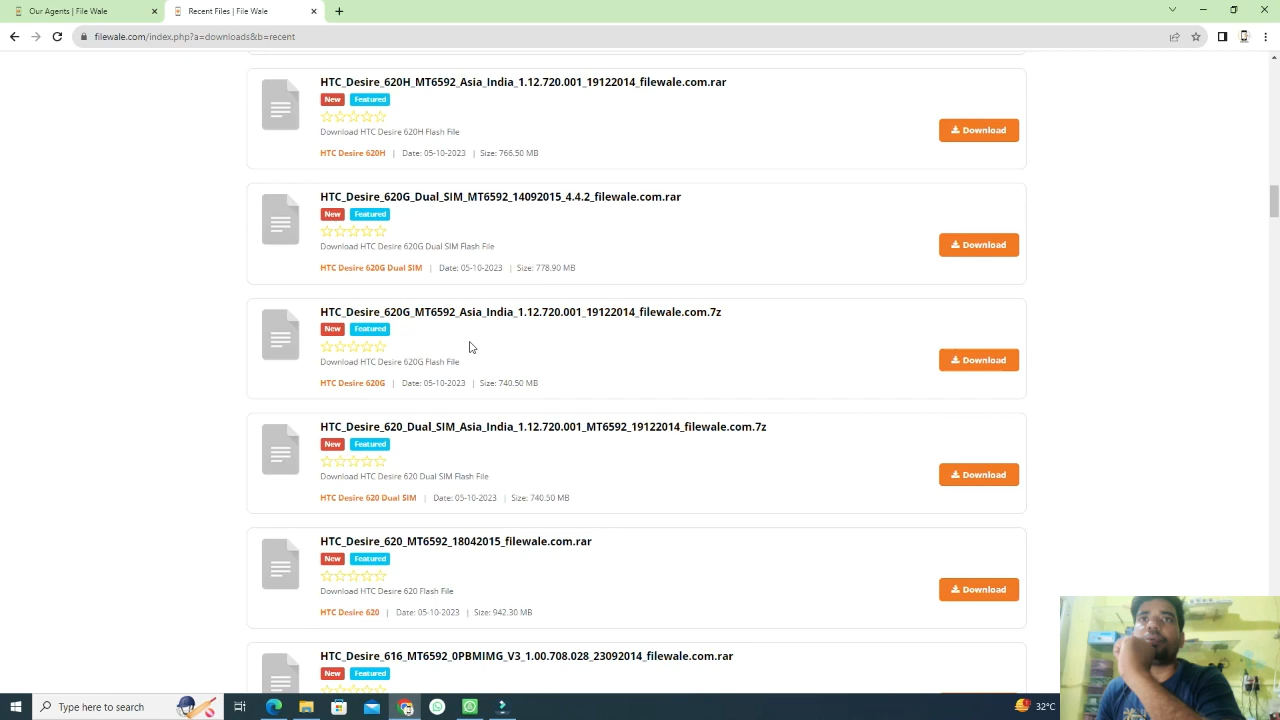 Our Agents | File Wale
Recent Files | File Wale
filewale.com/index.php?a=downloads&b=recent
HTC_Desire_620H_MT6592_Asia_India_1.12.720.001_19122014_filewale.com.rar
New Featured
Download HTC Desire 620H Flash File
Download
HTC Desire 620H | Date: 05-10-2023 | Size: 766.50 MB
HTC_Desire_620G_Dual_SIM_MT6592_14092015_4.4.2_filewale.com.rar
New Featured
Download HTC Desire 620G Dual SIM Flash File
Download
HTC Desire 620G Dual SIM | Date: 05-10-2023 | Size: 778.90 MB
HTC_Desire_620G_MT6592_Asia_India_1.12.720.001_19122014_filewale.com.7z
New Featured
Download HTC Desire 620G Flash File
Download
HTC Desire 620G | Date: 05-10-2023 | Size: 740.50 MB
HTC_Desire_620_Dual_SIM_Asia_India_1.12.720.001_MT6592_19122014_filewale.com.7z
New Featured
Download HTC Desire 620 Dual SIM Flash File
Download
HTC Desire 620 Dual SIM | Date: 05-10-2023 | Size: 740.50 MB
HTC_Desire_620_MT6592_18042015_filewale.com.rar
New Featured
Download HTC Desire 620 Flash File
Download
HTC Desire 620 | Date: 05-10-2023 | Size: 942.30 MB
HTC_Desire_616_MT6592_0PBMIMG_V3_1.00.708.028_23092014_filewale.com.rar
New Featured
Type here to search
32°C